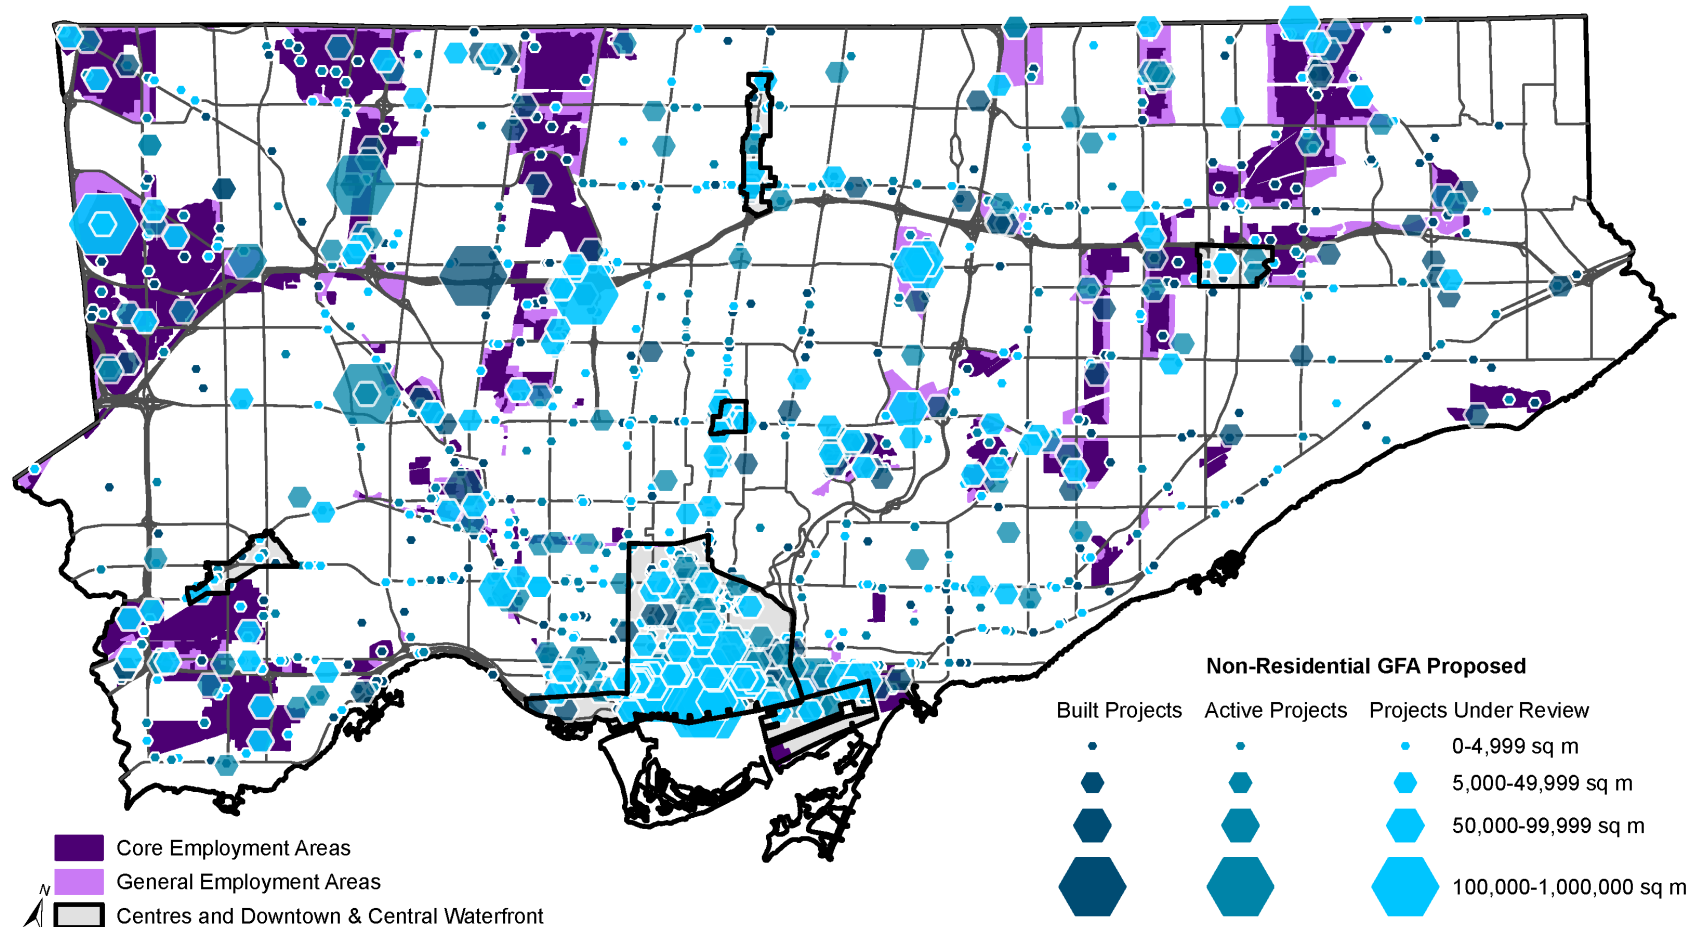 Non-Residential GFA Proposed
Built Projects Active Projects Projects Under Review
0-4,999 sq m
5,000-49,999 sq m
50,000-99,999 sq m
100,000-1,000,000 sq m
Core Employment Areas
General Employment Areas
N
Centres and Downtown & Central Waterfront